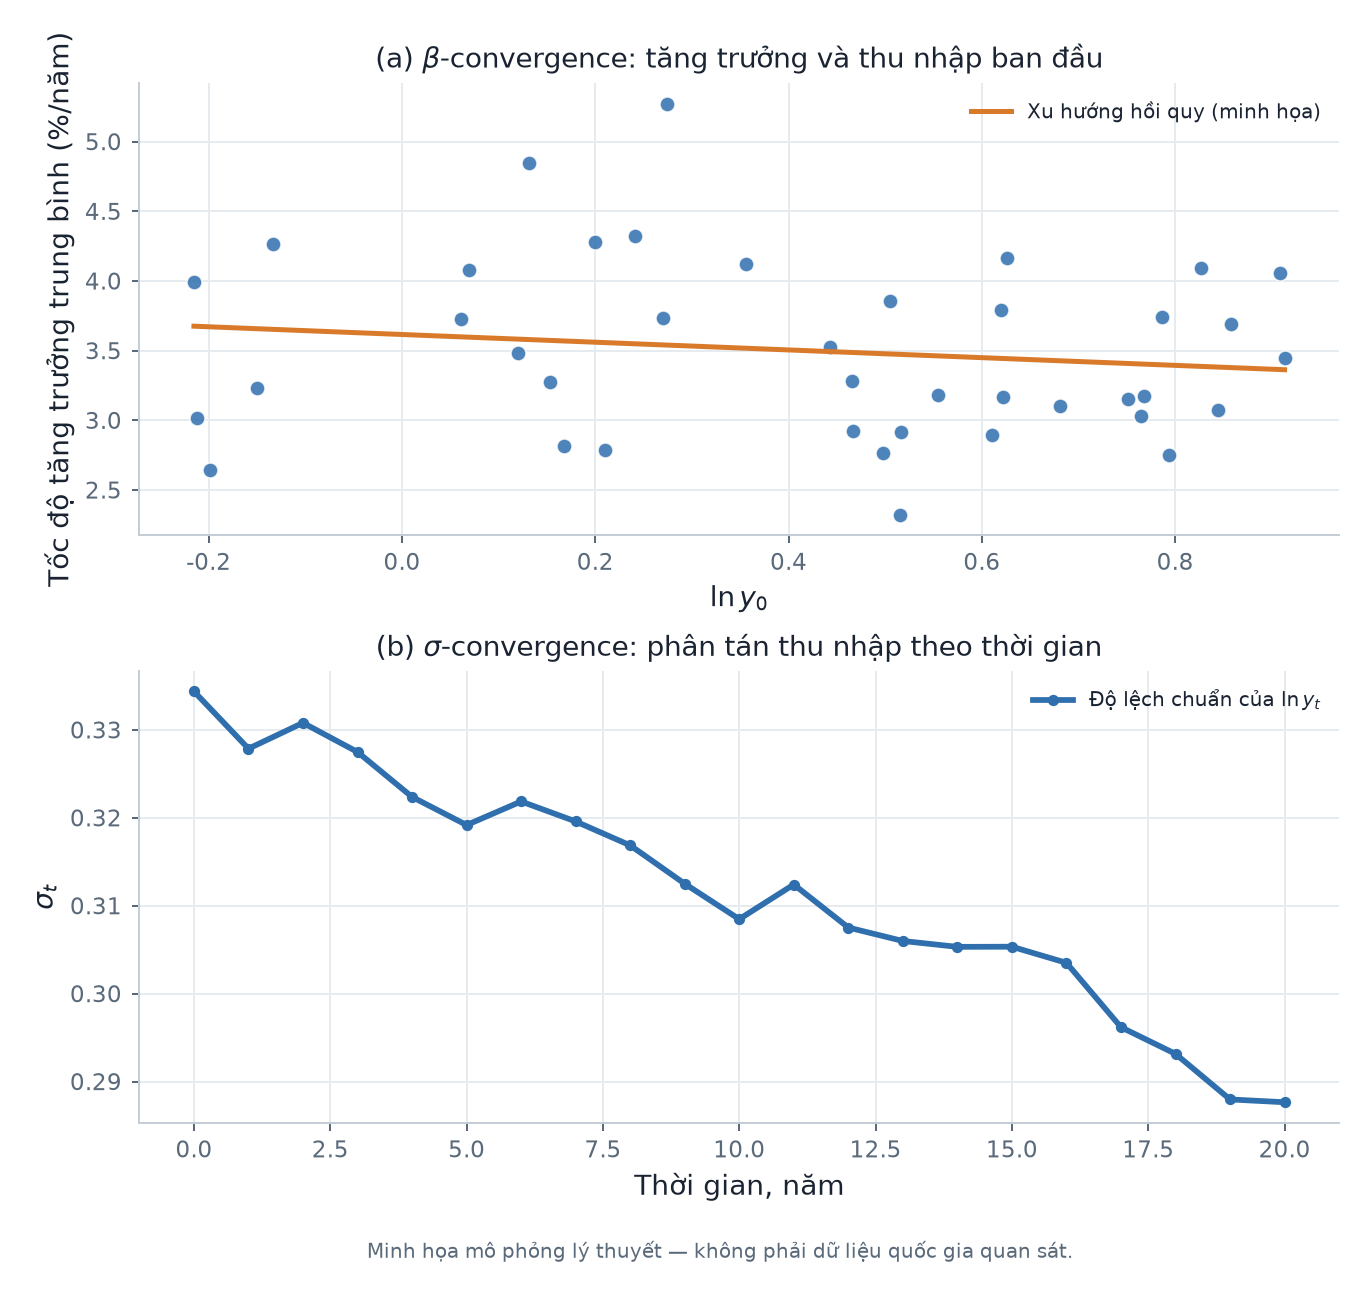 (a) β-convergence: tăng trưởng và thu nhập ban đầu
Tốc độ tăng trưởng trung bình (%/năm)
Xu hướng hồi quy (minh họa)
5.0
4.5
4.0
3.5
3.0
2.5
-0.2 0.0 0.2 0.4 0.6 0.8
ln y₀
(b) σ-convergence: phân tán thu nhập theo thời gian
σₜ
Độ lệch chuẩn của ln yₜ
0.33
0.32
0.31
0.30
0.29
0.0 2.5 5.0 7.5 10.0 12.5 15.0 17.5 20.0
Thời gian, năm
Minh họa mô phỏng lý thuyết — không phải dữ liệu quốc gia quan sát.